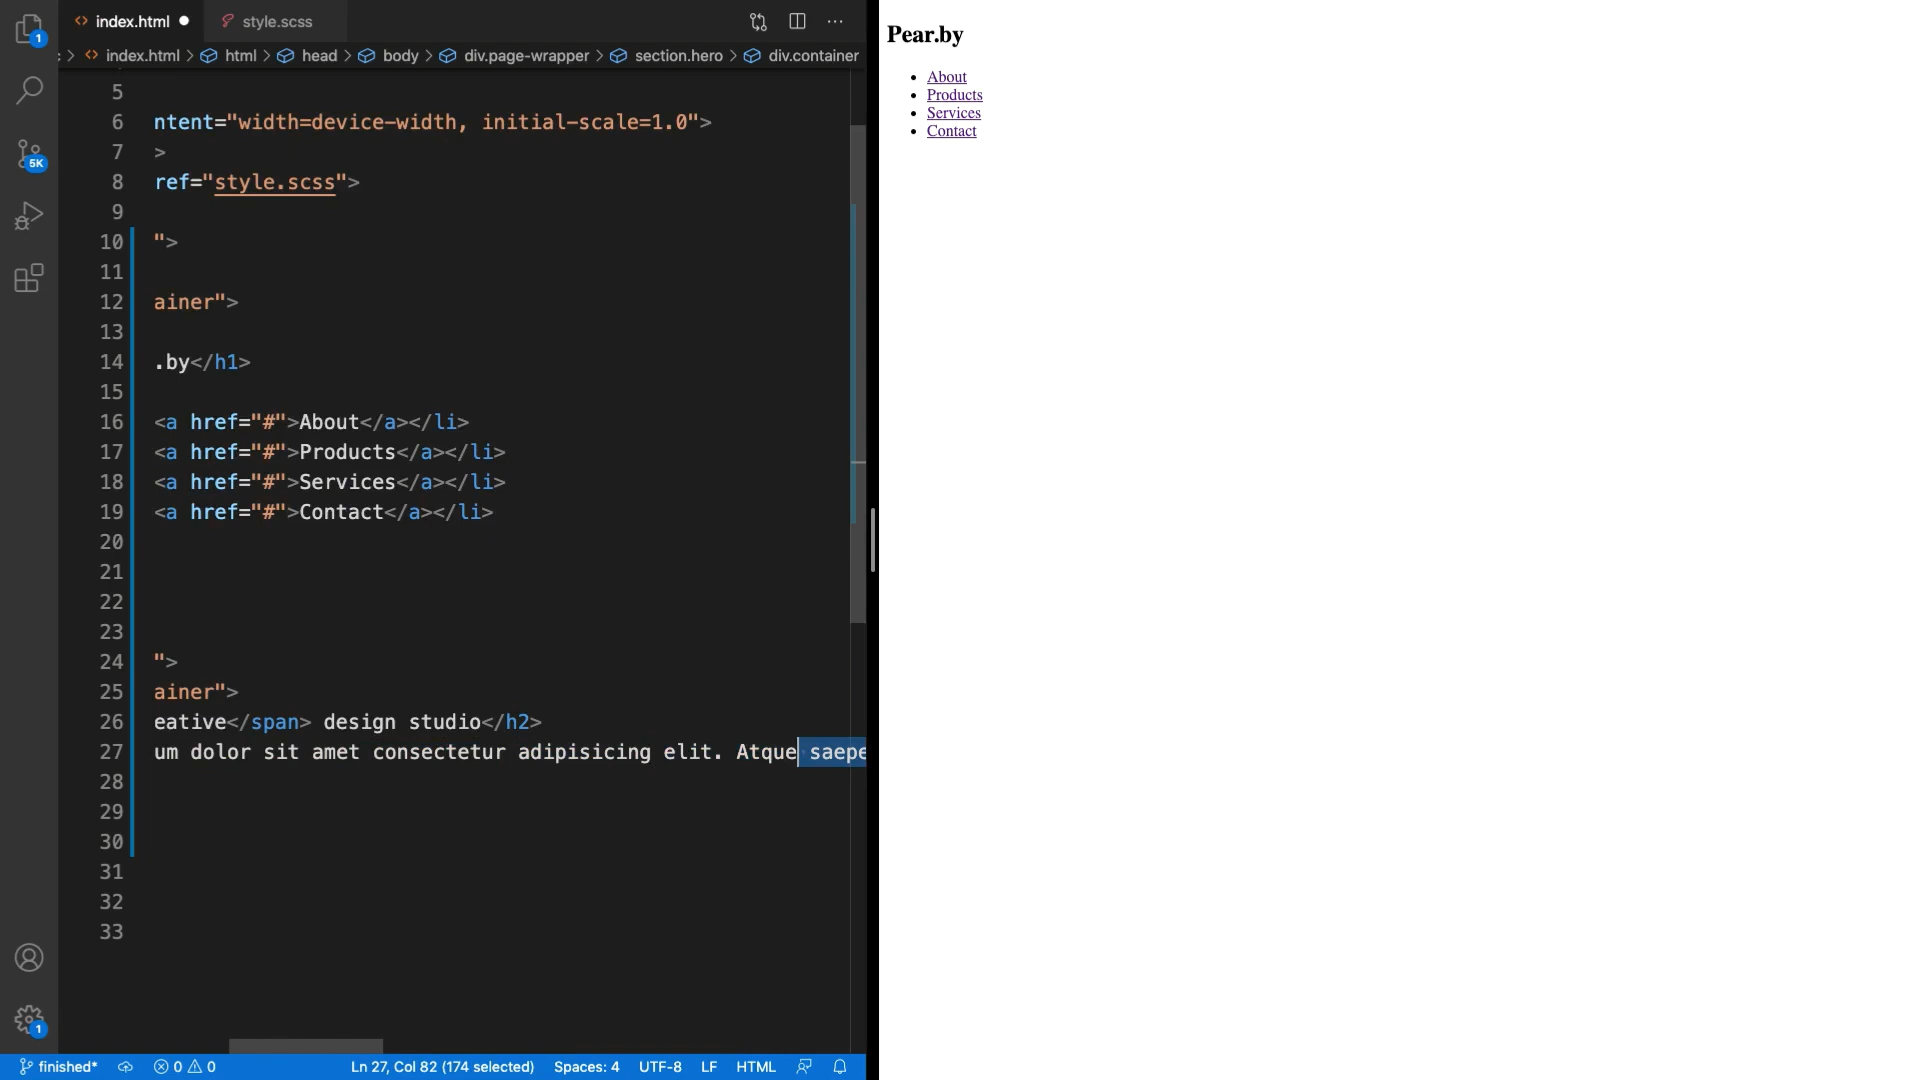 index.html
style.scss
index.html > html > head > body > div.page-wrapper > section.hero > div.container
5
6 ntent="width=device-width, initial-scale=1.0">
7 >
8 ref="style.scss">
9
10 ">
11
12 ainer">
13
14 .by</h1>
15
16 <a href="#">About</a></li>
17 <a href="#">Products</a></li>
18 <a href="#">Services</a></li>
19 <a href="#">Contact</a></li>
20
21
22
23
24 ">
25 ainer">
26 eative</span> design studio</h2>
27 um dolor sit amet consectetur adipisicing elit. Atque saepe
28
29
30
31
32
33
1
5K
1
finished* 0 0 Ln 27, Col 82 (174 selected) Spaces: 4 UTF-8 LF HTML
Pear.by
About
Products
Services
Contact